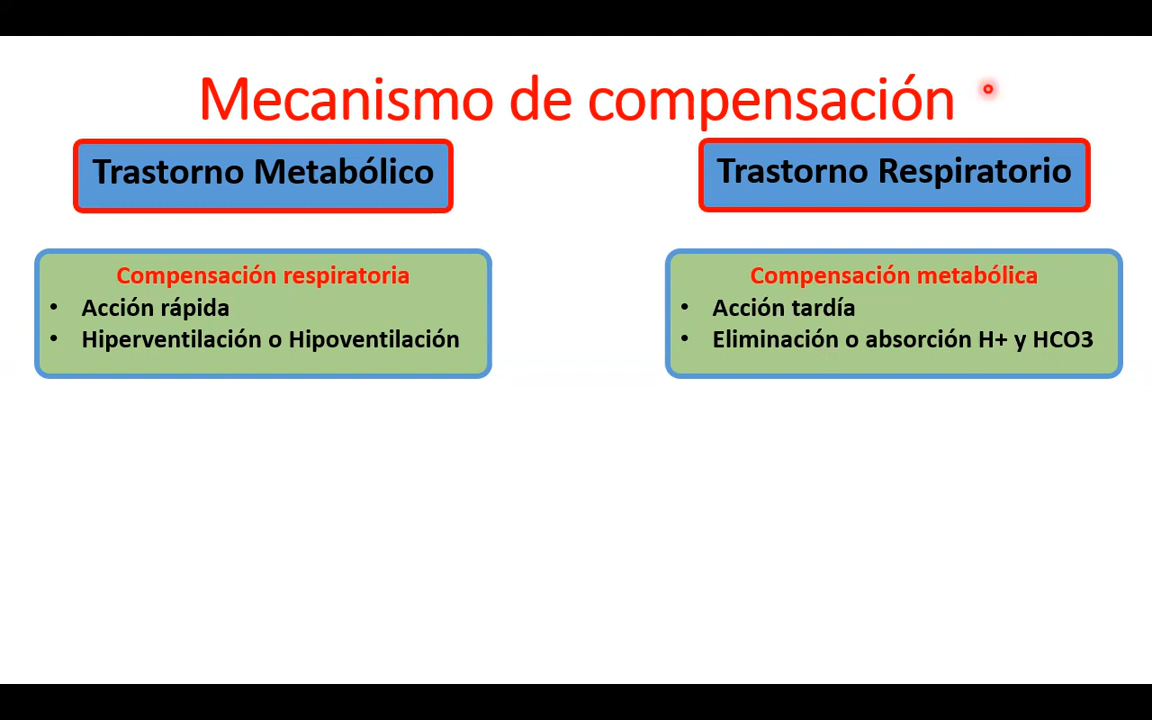 Mecanismo de compensación
Trastorno Metabólico
Trastorno Respiratorio
Compensación respiratoria
• Acción rápida
• Hiperventilación o Hipoventilación
Compensación metabólica
• Acción tardía
• Eliminación o absorción H+ y HCO3